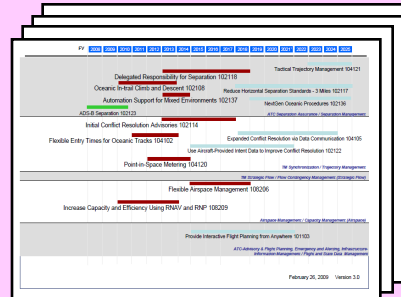 FY 2008 2009 2010 2011 2012 2013 2014 2015 2016 2017 2018 2019 2020 2021 2022 2023 2024 2025
Tactical Trajectory Management 104121
Delegated Responsibility for Separation 102118
Oceanic In-trail Climb and Descent 102108
Reduce Horizontal Separation Standards - 3 Miles 102117
Automation Support for Mixed Environments 102137
NextGen Oceanic Procedures 102136
ADS-B Separation 102123
ATC-Separation Assurance / Separation Management
Initial Conflict Resolution Advisories 102114
Flexible Entry Times for Oceanic Tracks 104102
Expanded Conflict Resolution via Data Communication 104105
Use Aircraft-Provided Intent Data to Improve Conflict Resolution 102122
Point-in-Space Metering 104120
TM Synchronization / Trajectory Management
TM Strategic Flow / Flow Contingency Management (Strategic Flow)
Flexible Airspace Management 108206
Increase Capacity and Efficiency Using RNAV and RNP 108209
Airspace-Management / Capacity Management (Airspace)
Provide Interactive Flight Planning from Anywhere 101103
ATC-Advisory & Flight Planning, Emergency and Alerting, Infrastructure-
Information-Management / Flight and State Data Management
February 26, 2009 Version 3.0